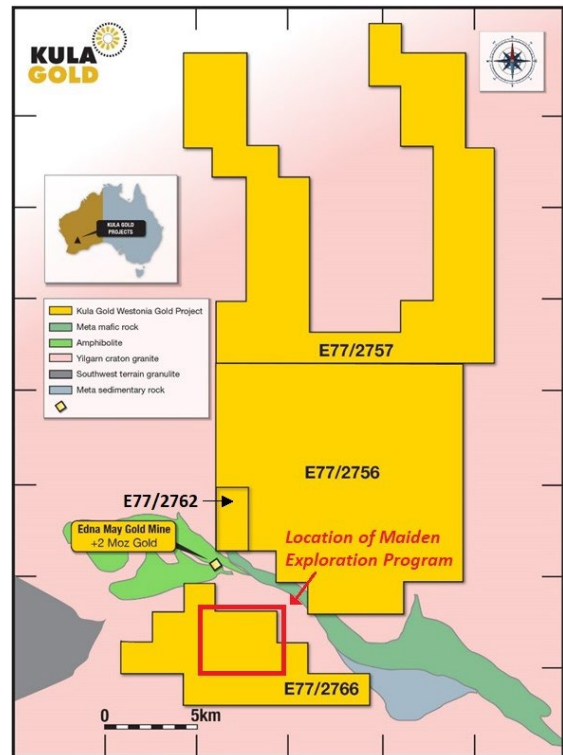 KULA
GOLD
KULA GOLD
PROJECTS
Kula Gold Westonia Gold Project
Meta mafic rock
Amphibolite
Yilgarn craton granite
Southwest terrain granulite
Meta sedimentary rock
E77/2757
E77/2756
E77/2762
Edna May Gold Mine
+2 Moz Gold
Location of Maiden
Exploration Program
E77/2766
0 5km